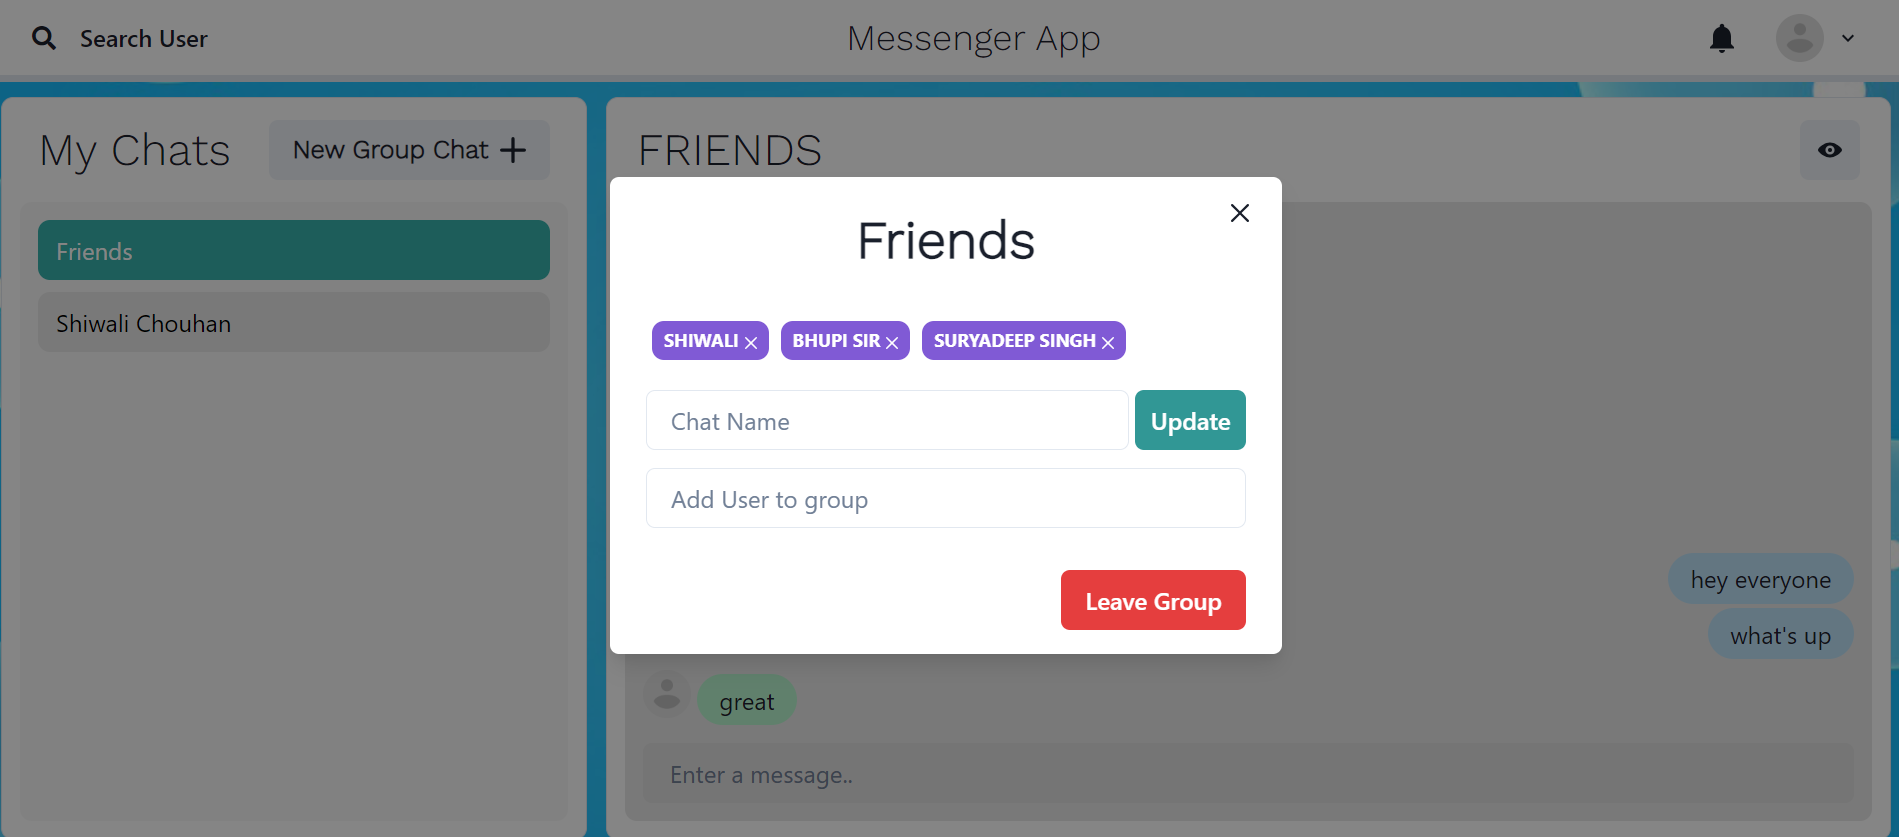 Search User
Messenger App
My Chats
New Group Chat
Friends
Shiwali Chouhan
FRIENDS
Friends
SHIWALI
BHUPI SIR
SURYADEEP SINGH
Chat Name
Update
Add User to group
Leave Group
hey everyone
what's up
great
Enter a message..